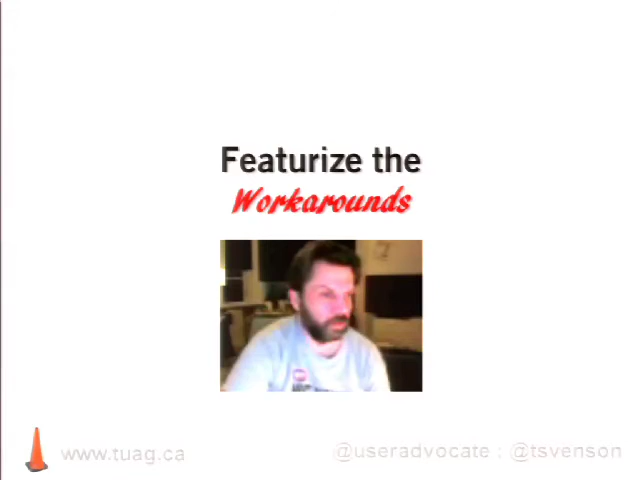 Featurize the
Workarounds
www.tuag.ca
@useradvocate : @tsvenson